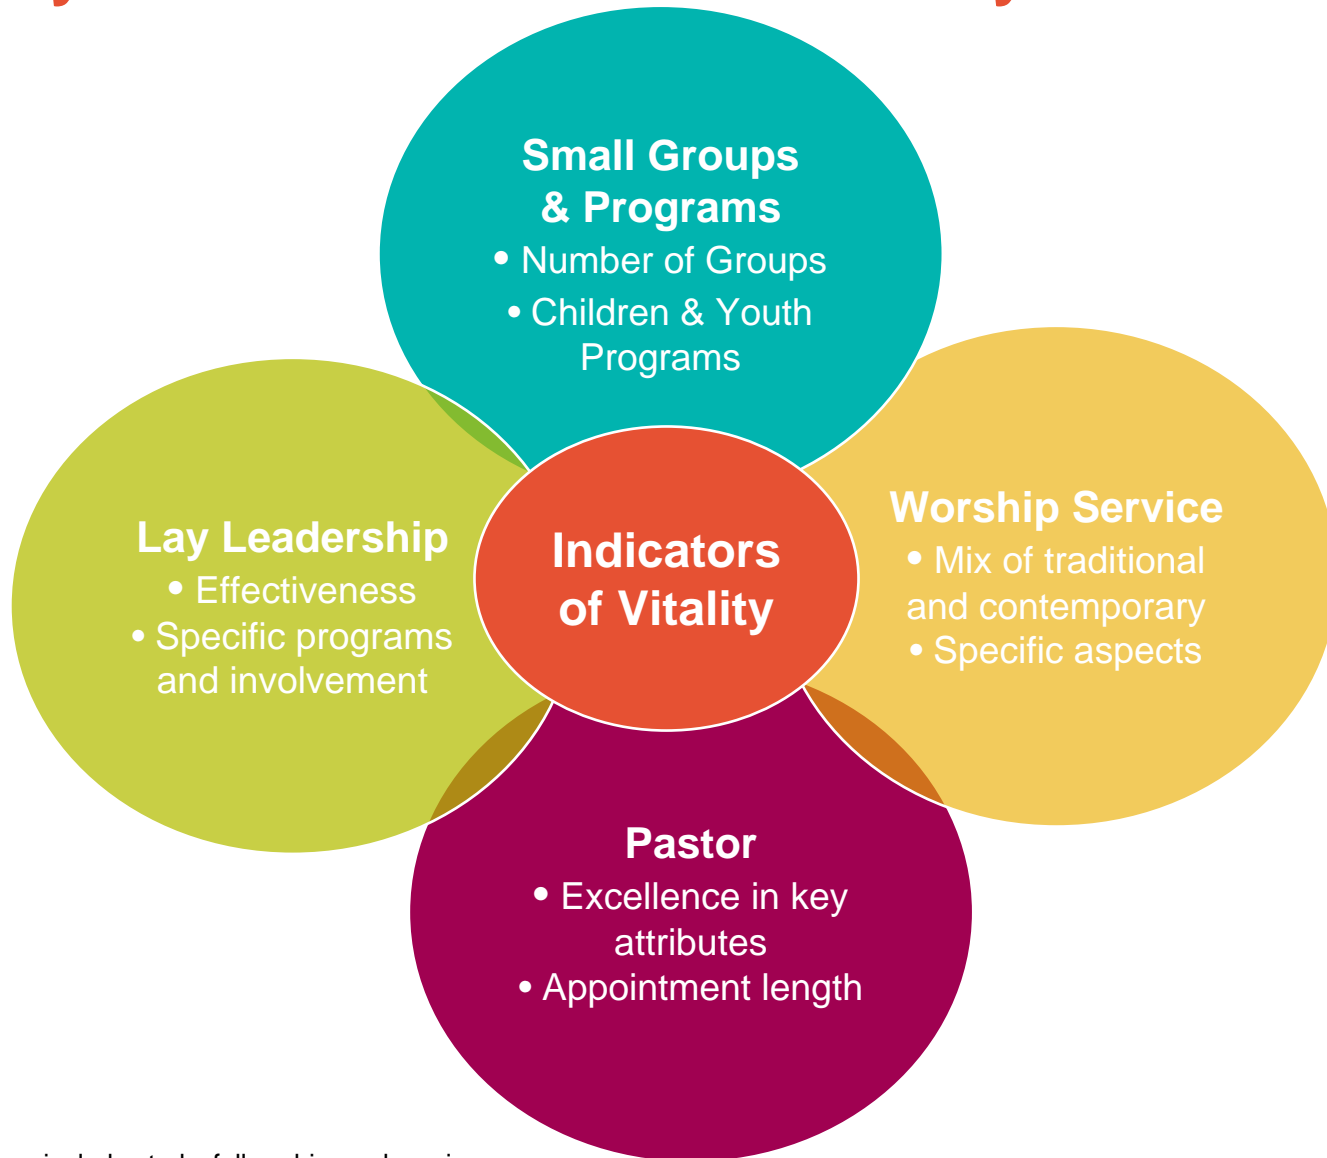 Small Groups
& Programs
• Number of Groups
• Children & Youth
Programs
Lay Leadership
• Effectiveness
• Specific programs
and involvement
Indicators
of Vitality
Worship Service
• Mix of traditional
and contemporary
• Specific aspects
Pastor
• Excellence in key
attributes
• Appointment length